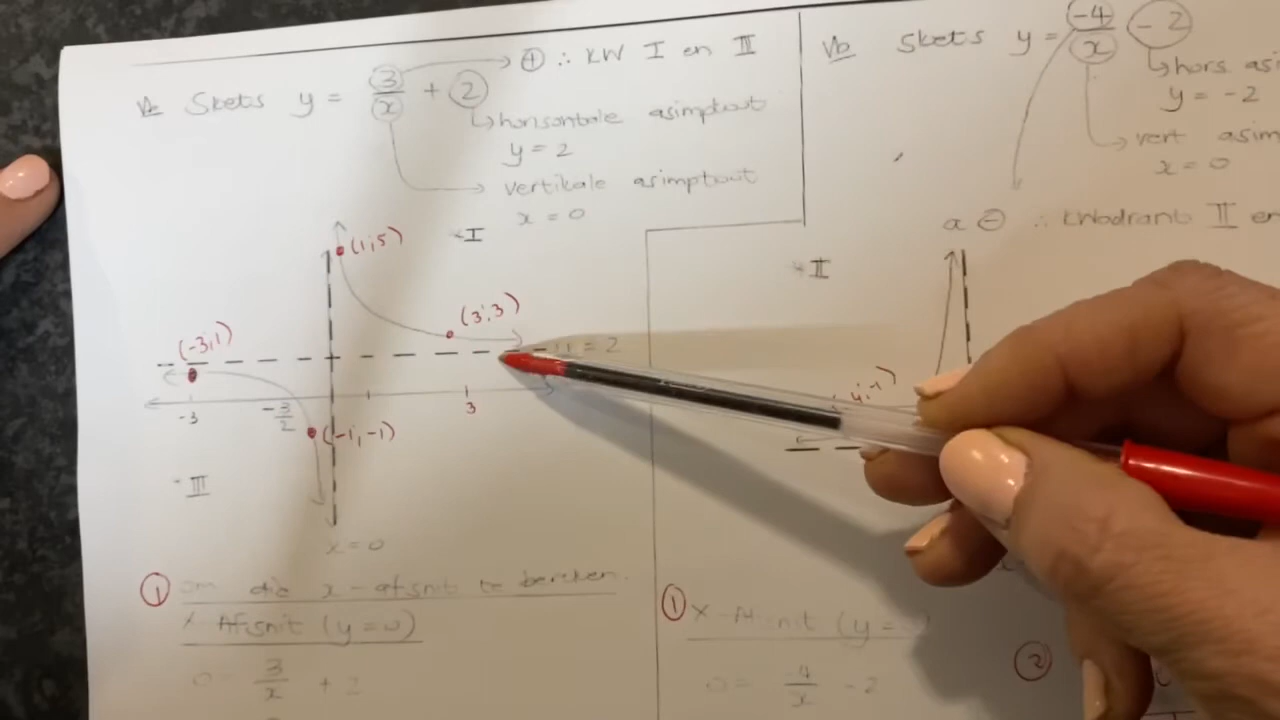 Vb Skets y = 3/x + 2
⊕ ∴ KW I en III
horisontale asimptoot
y = 2
vertikale asimptoot
x = 0
I
(1;5)
(3;3)
(-3;1)
= 2
-3
-3/2
3
(-1;-1)
III
x = 0
① Om die x-afsnit te bereken.
X Afsnit (y=0)
0 = 3/x + 2
Vb Skets y = -4/x - 2
hors
y = -2
vert
x = 0
a ⊖ ∴ Kwadrant II en
II
① X-Afsnit (y =
0 = 4/x - 2
②